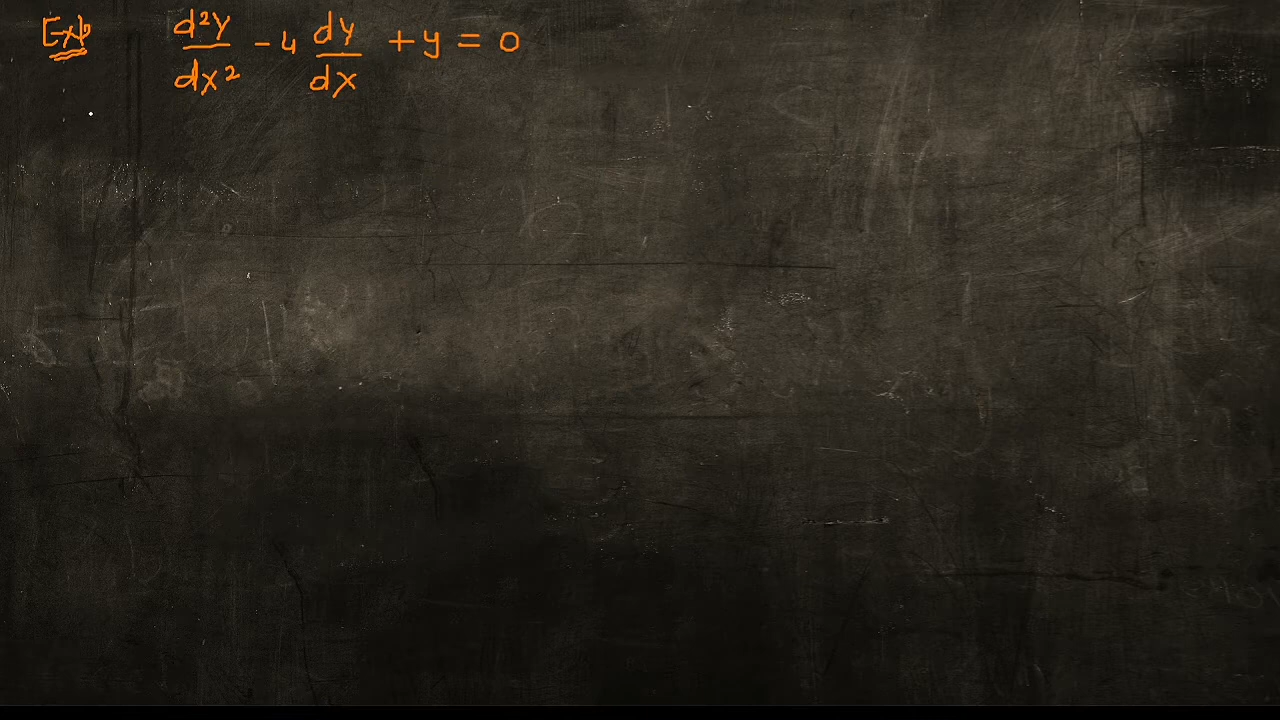 Ex)b d²y/dx² - 4 dy/dx + y = 0